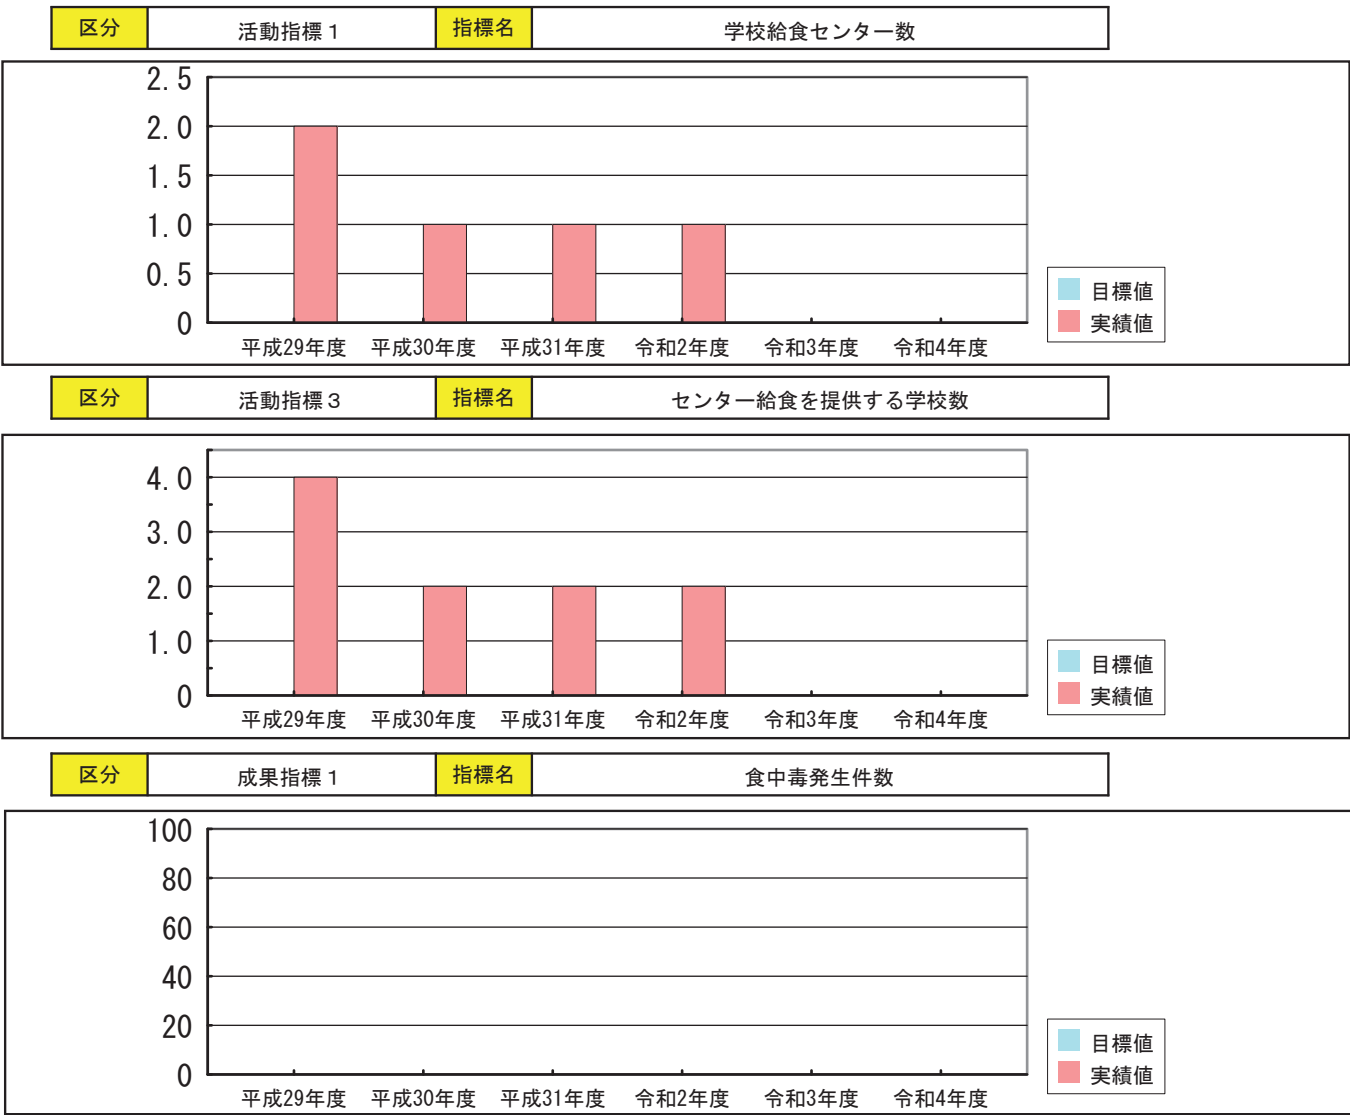 区分 活動指標１ 指標名 学校給食センター数
2.5
2.0
1.5
1.0
0.5
0
平成29年度 平成30年度 平成31年度 令和2年度 令和3年度 令和4年度
目標値
実績値
区分 活動指標３ 指標名 センター給食を提供する学校数
4.0
3.0
2.0
1.0
0
平成29年度 平成30年度 平成31年度 令和2年度 令和3年度 令和4年度
目標値
実績値
区分 成果指標１ 指標名 食中毒発生件数
100
80
60
40
20
0
平成29年度 平成30年度 平成31年度 令和2年度 令和3年度 令和4年度
目標値
実績値